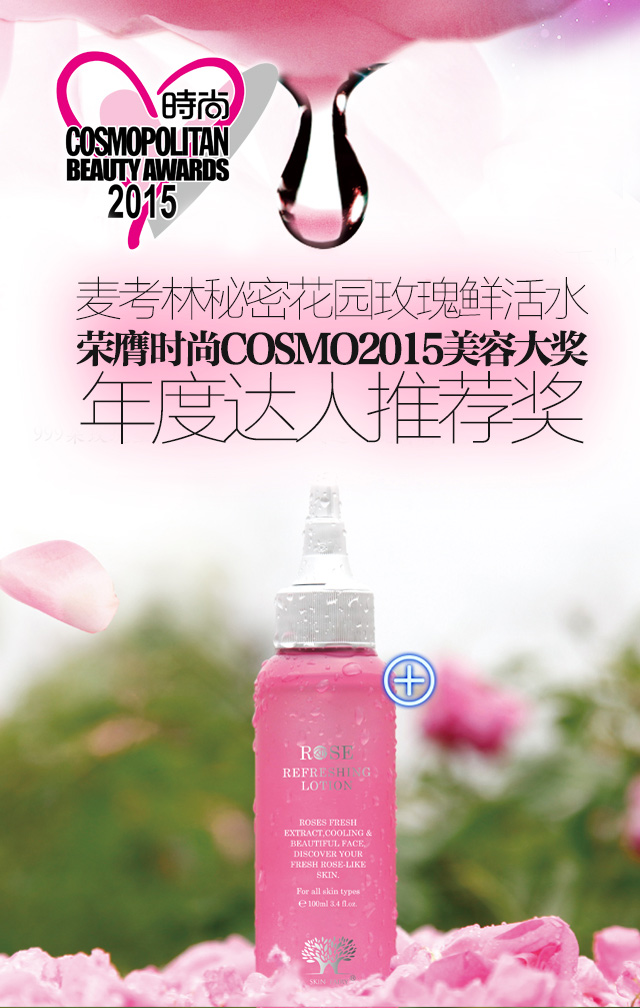 時尚
COSMOPOLITAN
BEAUTY AWARDS
2015
麦考林秘密花园玫瑰鲜活水
荣膺时尚COSMO2015美容大奖
年度达人推荐奖
ROSE
REFRESHING
LOTION
ROSES FRESH
EXTRACT,COOLING &
BEAUTIFUL FACE,
DISCOVER YOUR
FRESH ROSE-LIKE
SKIN.
For all skin types
℮ 100ml 3.4 fl.oz.
SKIN